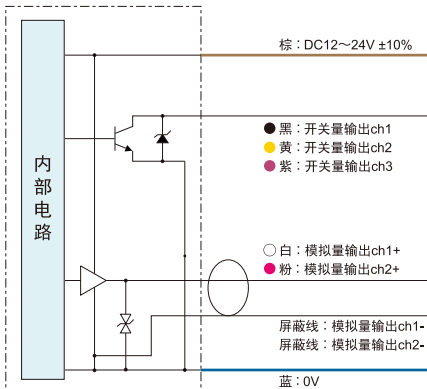 棕：DC12～24V ±10%
内部电路
黑：开关量输出ch1
黄：开关量输出ch2
紫：开关量输出ch3
白：模拟量输出ch1+
粉：模拟量输出ch2+
屏蔽线：模拟量输出ch1-
屏蔽线：模拟量输出ch2-
蓝：0V